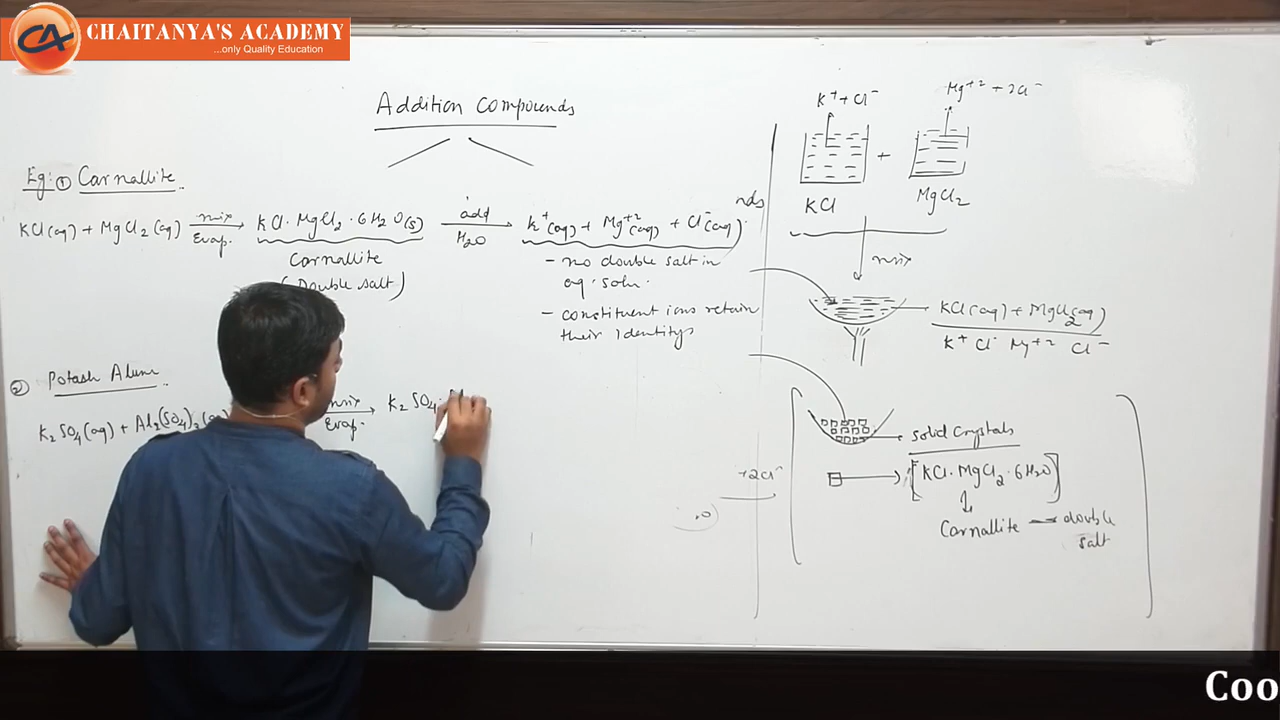 CHAITANYA'S ACADEMY
...only Quality Education
CA
Addition Compounds
Eg: ① Carnallite
KCl(aq) + MgCl2(aq) mix Evap. KCl·MgCl2·6H2O(s) add H2O K+(aq) + Mg+2(aq) + Cl-(aq)
Carnallite
(Double salt)
- no double salt in
aq. soln.
- constituent ions retain
their identitys
② Potash Alum
K2SO4(aq) + Al2(SO4)3(aq) mix Evap. K2SO4·
nds
K+ + Cl-
Mg+2 + 2Cl-
+
KCl
MgCl2
mix
KCl(aq) + MgCl2(aq)
K+ Cl- Mg+2 Cl-
solid Crystals
[KCl·MgCl2·6H2O]
Carnallite → double
salt
+2Cl-
Coo